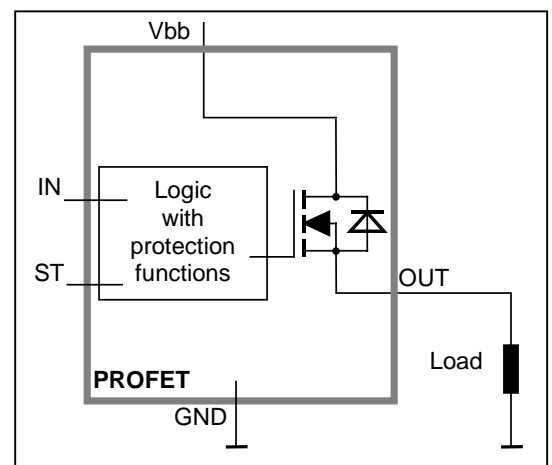 Vbb
IN
Logic
with
protection
functions
ST
OUT
Load
PROFET
GND